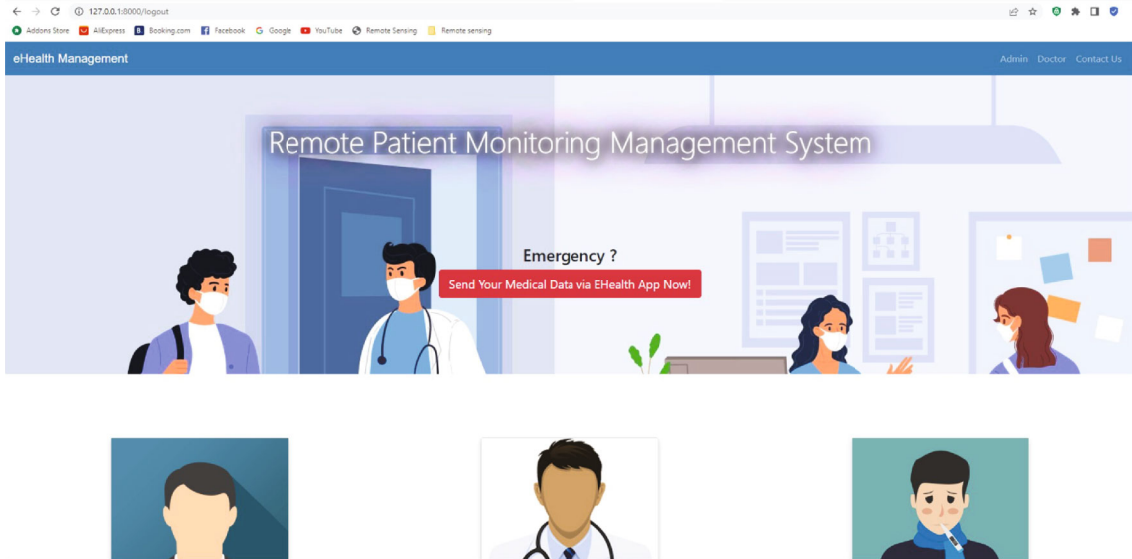 127.0.0.1:8000/logout
Addons Store AliExpress B Booking.com Facebook G Google YouTube Remote Sensing Remote sensing
eHealth Management Admin Doctor Contact Us
Remote Patient Monitoring Management System
Emergency ?
Send Your Medical Data via EHealth App Now!